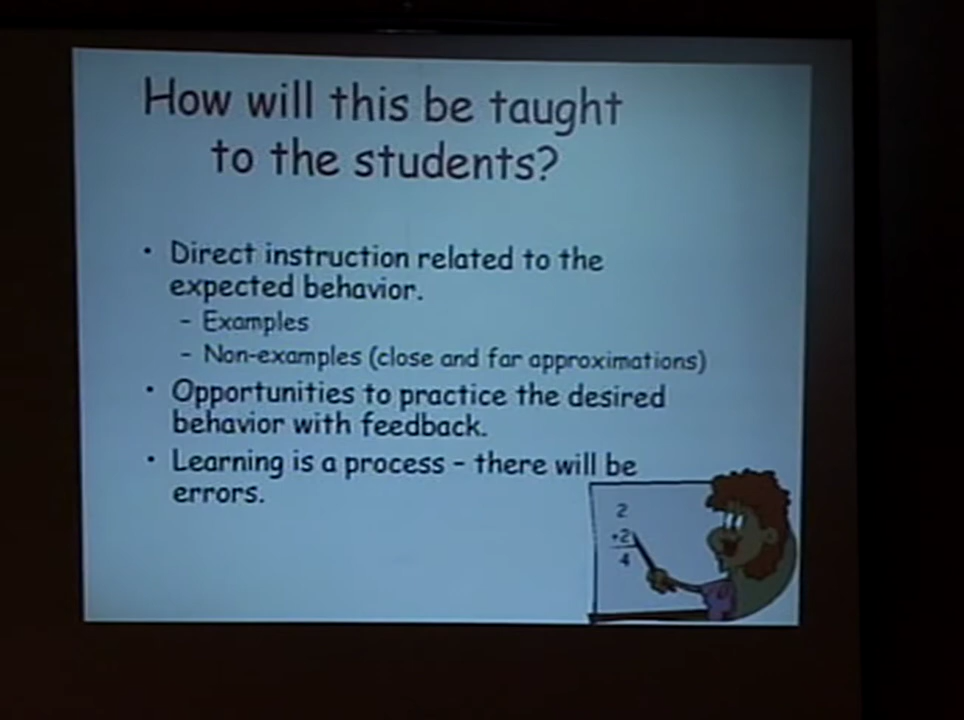 How will this be taught
to the students?
• Direct instruction related to the
expected behavior.
– Examples
– Non-examples (close and far approximations)
• Opportunities to practice the desired
behavior with feedback.
• Learning is a process – there will be
errors.
2
+2
4